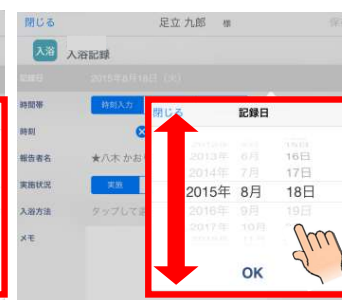 閉じる 足立 九郎 様
入浴 入浴記録
記録日 2015年8月18日（火）
時間帯 時刻入力
時刻
報告者名 ★八木 かお
実施状況 実施
入浴方法 タップして
メモ
閉じる 記録日
2013年 6月 16日
2014年 7月 17日
2015年 8月 18日
2016年 9月 19日
2017年 10月
OK